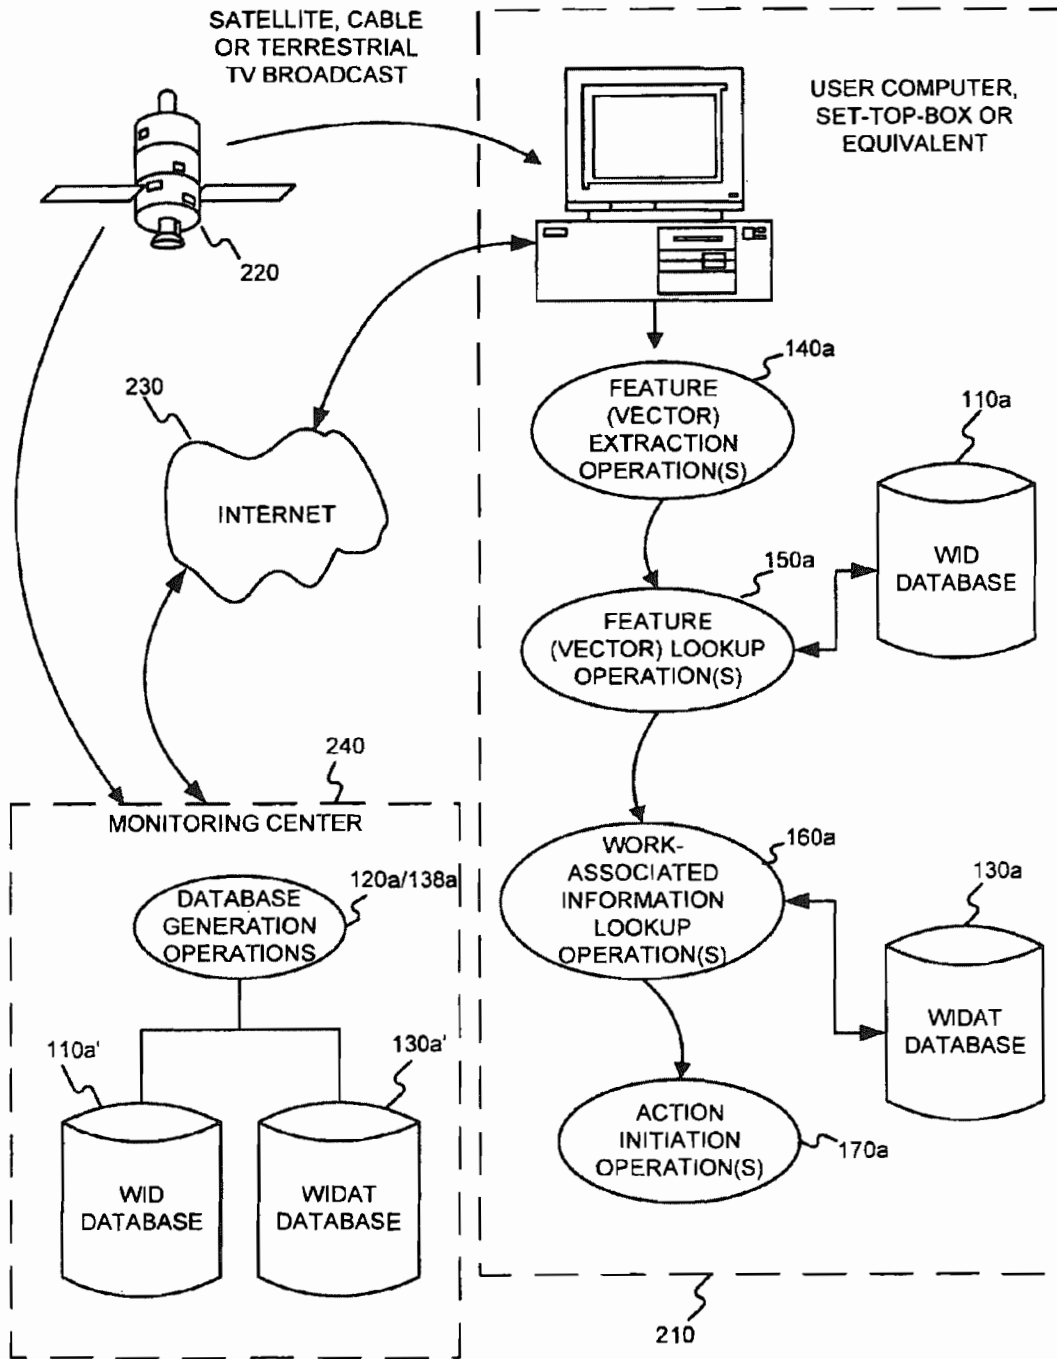 SATELLITE, CABLE
OR TERRESTRIAL
TV BROADCAST
USER COMPUTER,
SET-TOP-BOX OR
EQUIVALENT
220
140a
FEATURE
(VECTOR)
EXTRACTION
OPERATION(S)
230
INTERNET
110a
WID
DATABASE
150a
FEATURE
(VECTOR) LOOKUP
OPERATION(S)
240
MONITORING CENTER
160a
WORK-
ASSOCIATED
INFORMATION
LOOKUP
OPERATION(S)
120a/138a
DATABASE
GENERATION
OPERATIONS
130a
WIDAT
DATABASE
110a'
130a'
WID
DATABASE
WIDAT
DATABASE
ACTION
INITIATION
OPERATION(S)
170a
210